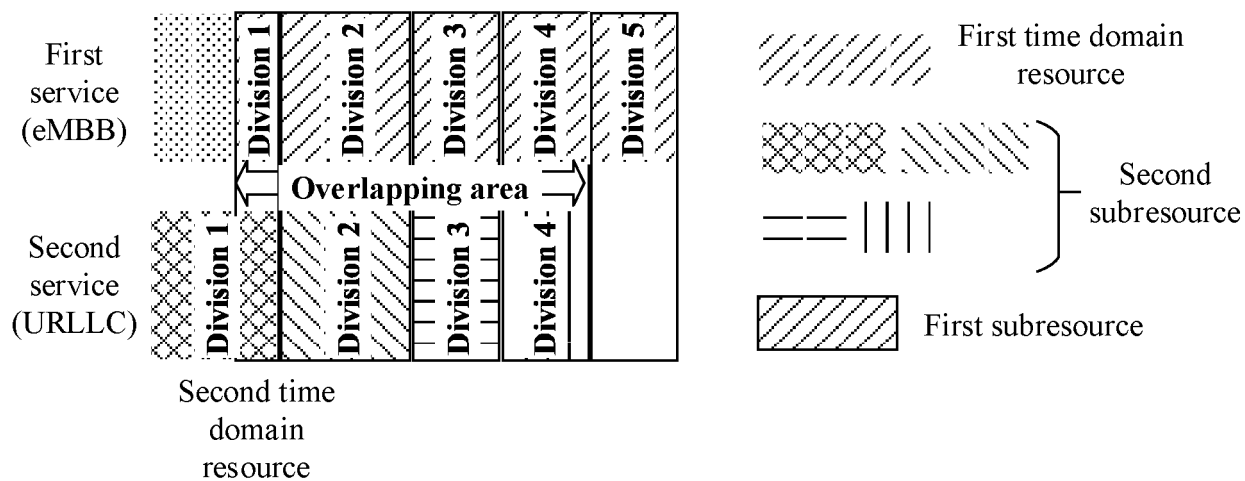 First
service
(eMBB)
Division 1
Division 2
Division 3
Division 4
Division 5
Overlapping area
Second
service
(URLLC)
Division 1
Division 2
Division 3
Division 4
Second time
domain
resource
First time domain
resource
Second
subresource
First subresource